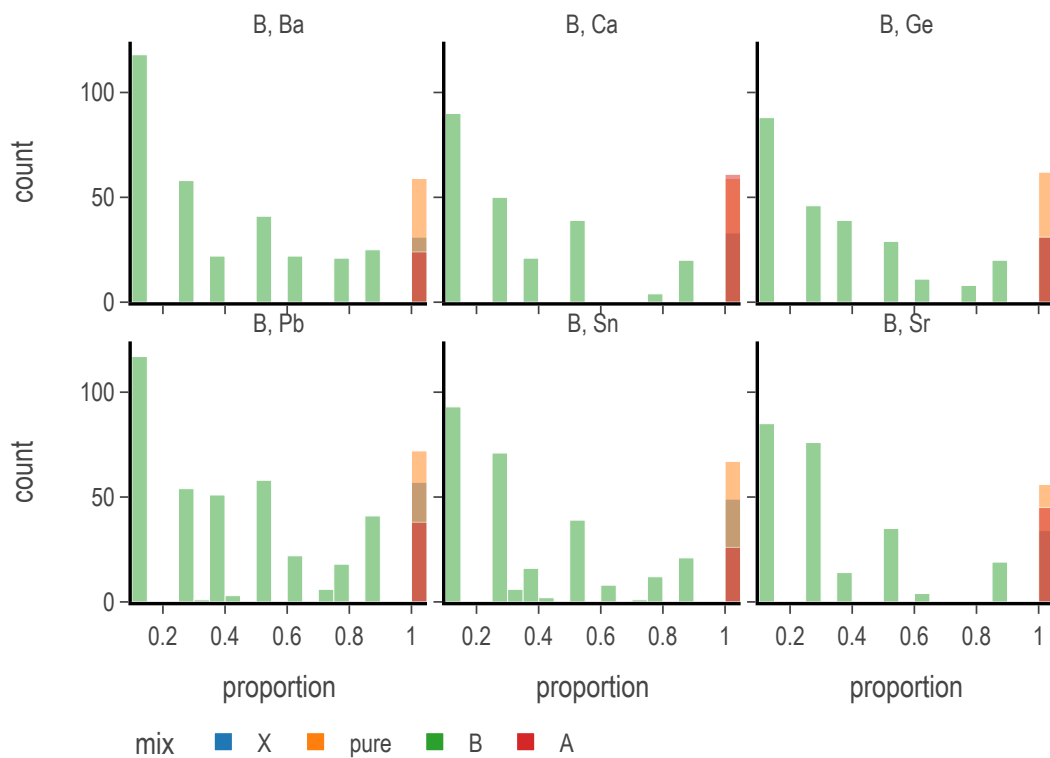 B, Ba
B, Ca
B, Ge
count
100
50
0
B, Pb
B, Sn
B, Sr
count
100
50
0
0.2 0.4 0.6 0.8 1
0.2 0.4 0.6 0.8 1
0.2 0.4 0.6 0.8 1
proportion
proportion
proportion
mix X pure B A